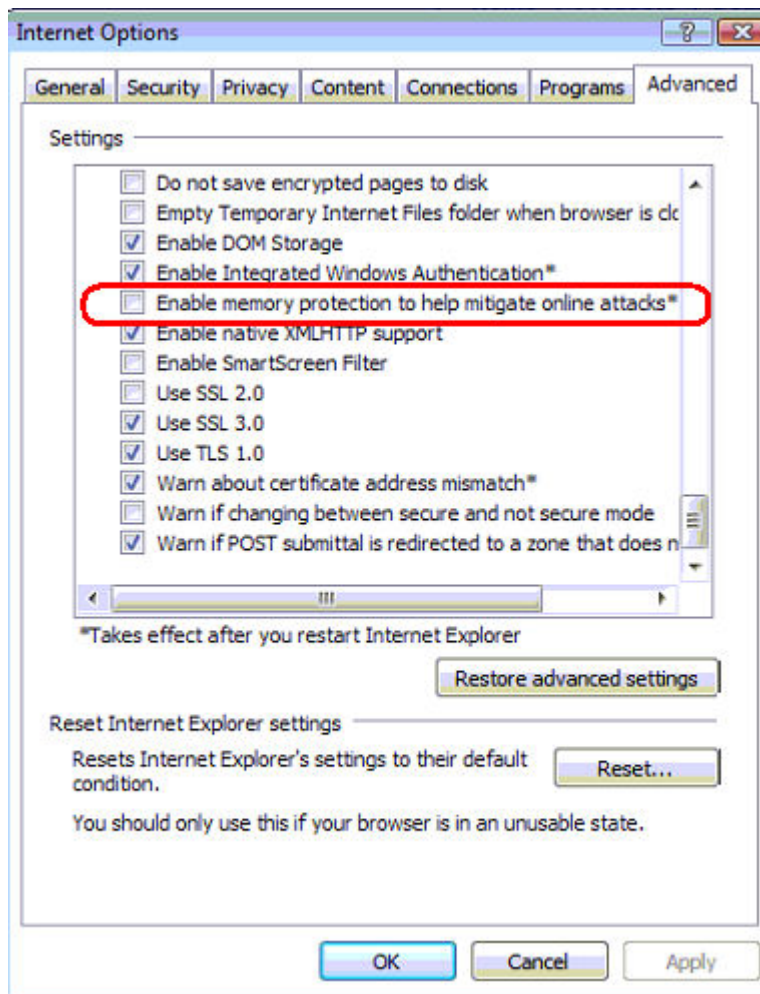 Internet Options
General Security Privacy Content Connections Programs Advanced
Settings
Do not save encrypted pages to disk
Empty Temporary Internet Files folder when browser is clo
Enable DOM Storage
Enable Integrated Windows Authentication*
Enable memory protection to help mitigate online attacks*
Enable native XMLHTTP support
Enable SmartScreen Filter
Use SSL 2.0
Use SSL 3.0
Use TLS 1.0
Warn about certificate address mismatch*
Warn if changing between secure and not secure mode
Warn if POST submittal is redirected to a zone that does n
*Takes effect after you restart Internet Explorer
Restore advanced settings
Reset Internet Explorer settings
Resets Internet Explorer's settings to their default
condition.
Reset...
You should only use this if your browser is in an unusable state.
OK Cancel Apply